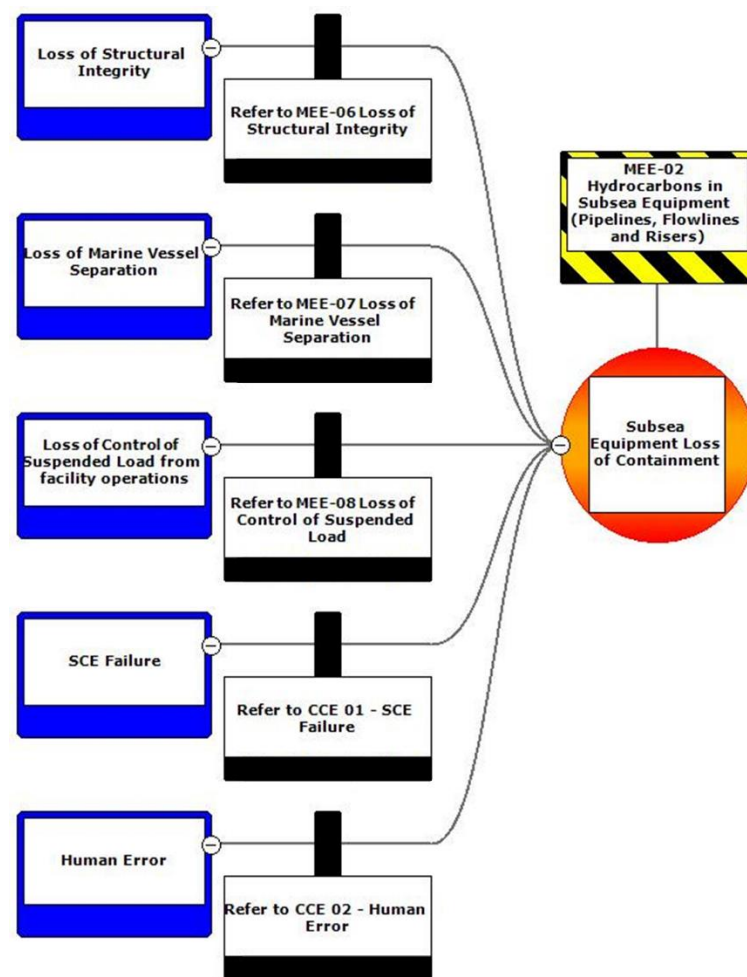 Loss of Structural
Integrity
Refer to MEE-06 Loss of
Structural Integrity
MEE-02
Hydrocarbons in
Subsea Equipment
(Pipelines, Flowlines
and Risers)
Loss of Marine Vessel
Separation
Refer to MEE-07 Loss of
Marine Vessel
Separation
Subsea
Equipment Loss
of Containment
Loss of Control of
Suspended Load from
facility operations
Refer to MEE-08 Loss of
Control of Suspended
Load
SCE Failure
Refer to CCE 01 - SCE
Failure
Human Error
Refer to CCE 02 - Human
Error